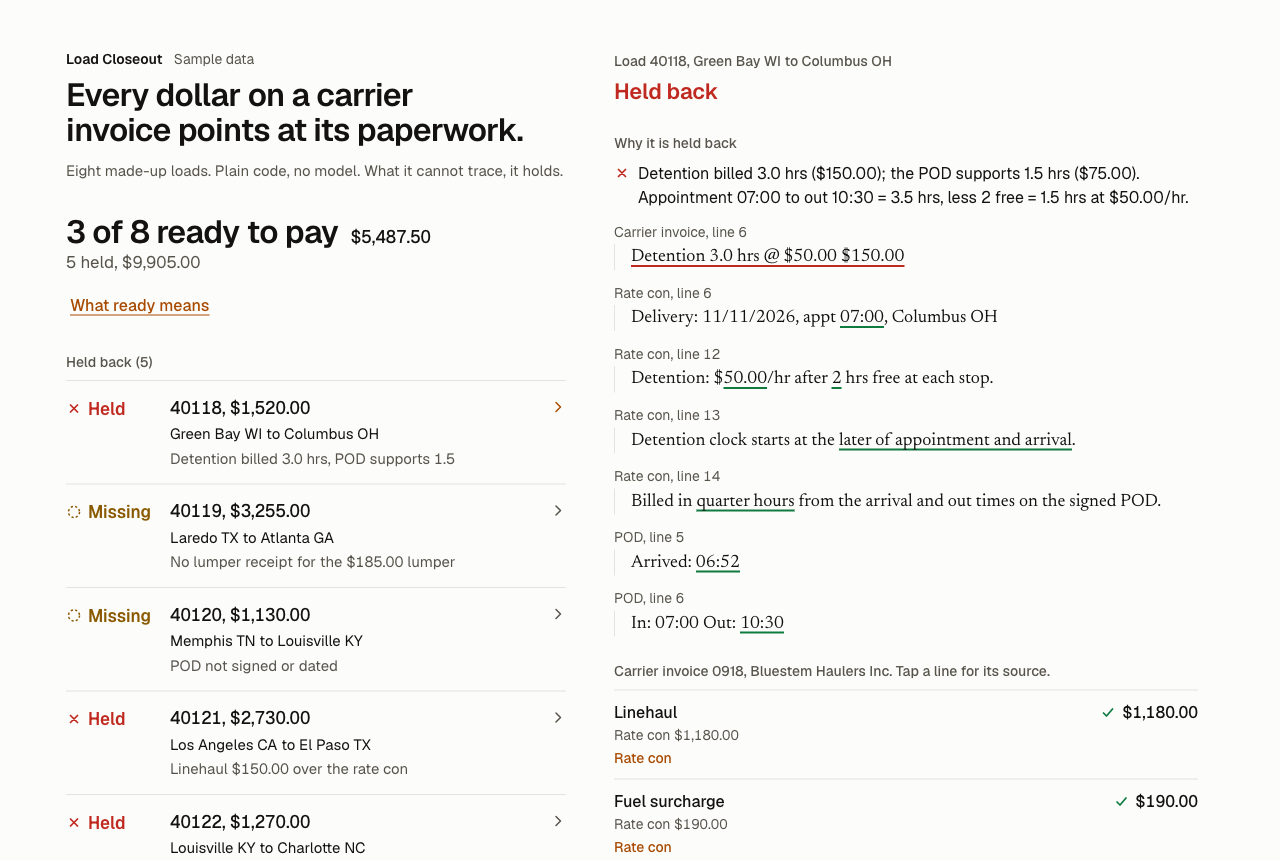 Load Closeout Sample data
Every dollar on a carrier
invoice points at its paperwork.
Eight made-up loads. Plain code, no model. What it cannot trace, it holds.
3 of 8 ready to pay $5,487.50
5 held, $9,905.00
What ready means
Held back (5)
Held
40118, $1,520.00
Green Bay WI to Columbus OH
Detention billed 3.0 hrs, POD supports 1.5
Missing
40119, $3,255.00
Laredo TX to Atlanta GA
No lumper receipt for the $185.00 lumper
Missing
40120, $1,130.00
Memphis TN to Louisville KY
POD not signed or dated
Held
40121, $2,730.00
Los Angeles CA to El Paso TX
Linehaul $150.00 over the rate con
Held
40122, $1,270.00
Louisville KY to Charlotte NC
Load 40118, Green Bay WI to Columbus OH
Held back
Why it is held back
Detention billed 3.0 hrs ($150.00); the POD supports 1.5 hrs ($75.00).
Appointment 07:00 to out 10:30 = 3.5 hrs, less 2 free = 1.5 hrs at $50.00/hr.
Carrier invoice, line 6
Detention 3.0 hrs @ $50.00 $150.00
Rate con, line 6
Delivery: 11/11/2026, appt 07:00, Columbus OH
Rate con, line 12
Detention: $50.00/hr after 2 hrs free at each stop.
Rate con, line 13
Detention clock starts at the later of appointment and arrival.
Rate con, line 14
Billed in quarter hours from the arrival and out times on the signed POD.
POD, line 5
Arrived: 06:52
POD, line 6
In: 07:00 Out: 10:30
Carrier invoice 0918, Bluestem Haulers Inc. Tap a line for its source.
Linehaul $1,180.00
Rate con $1,180.00
Rate con
Fuel surcharge $190.00
Rate con $190.00
Rate con